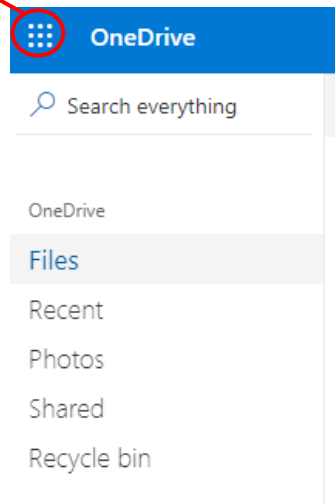 OneDrive
Search everything
OneDrive
Files
Recent
Photos
Shared
Recycle bin